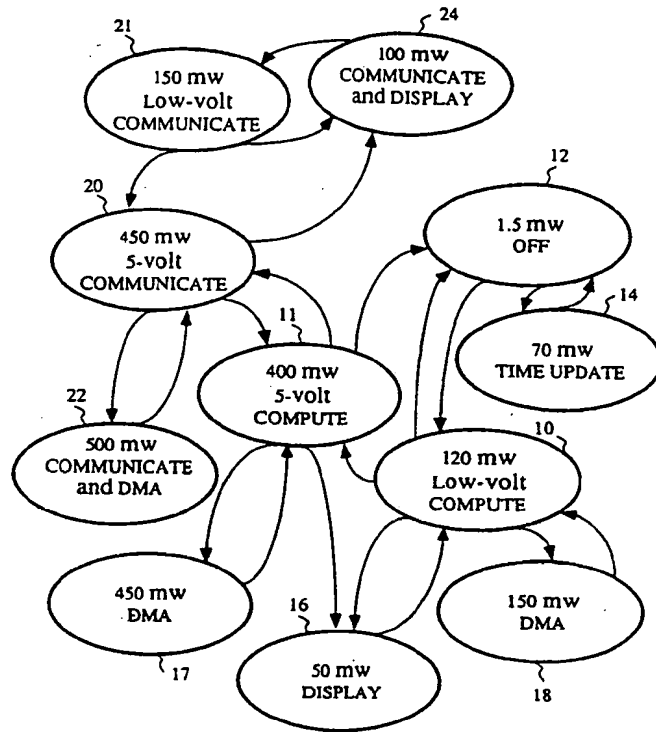 21
150 mw
Low-volt
COMMUNICATE
24
100 mw
COMMUNICATE
and DISPLAY
20
450 mw
5-volt
COMMUNICATE
12
1.5 mw
OFF
14
70 mw
TIME UPDATE
11
400 mw
5-volt
COMPUTE
22
500 mw
COMMUNICATE
and DMA
10
120 mw
Low-volt
COMPUTE
450 mw
DMA
17
16
50 mw
DISPLAY
150 mw
DMA
18